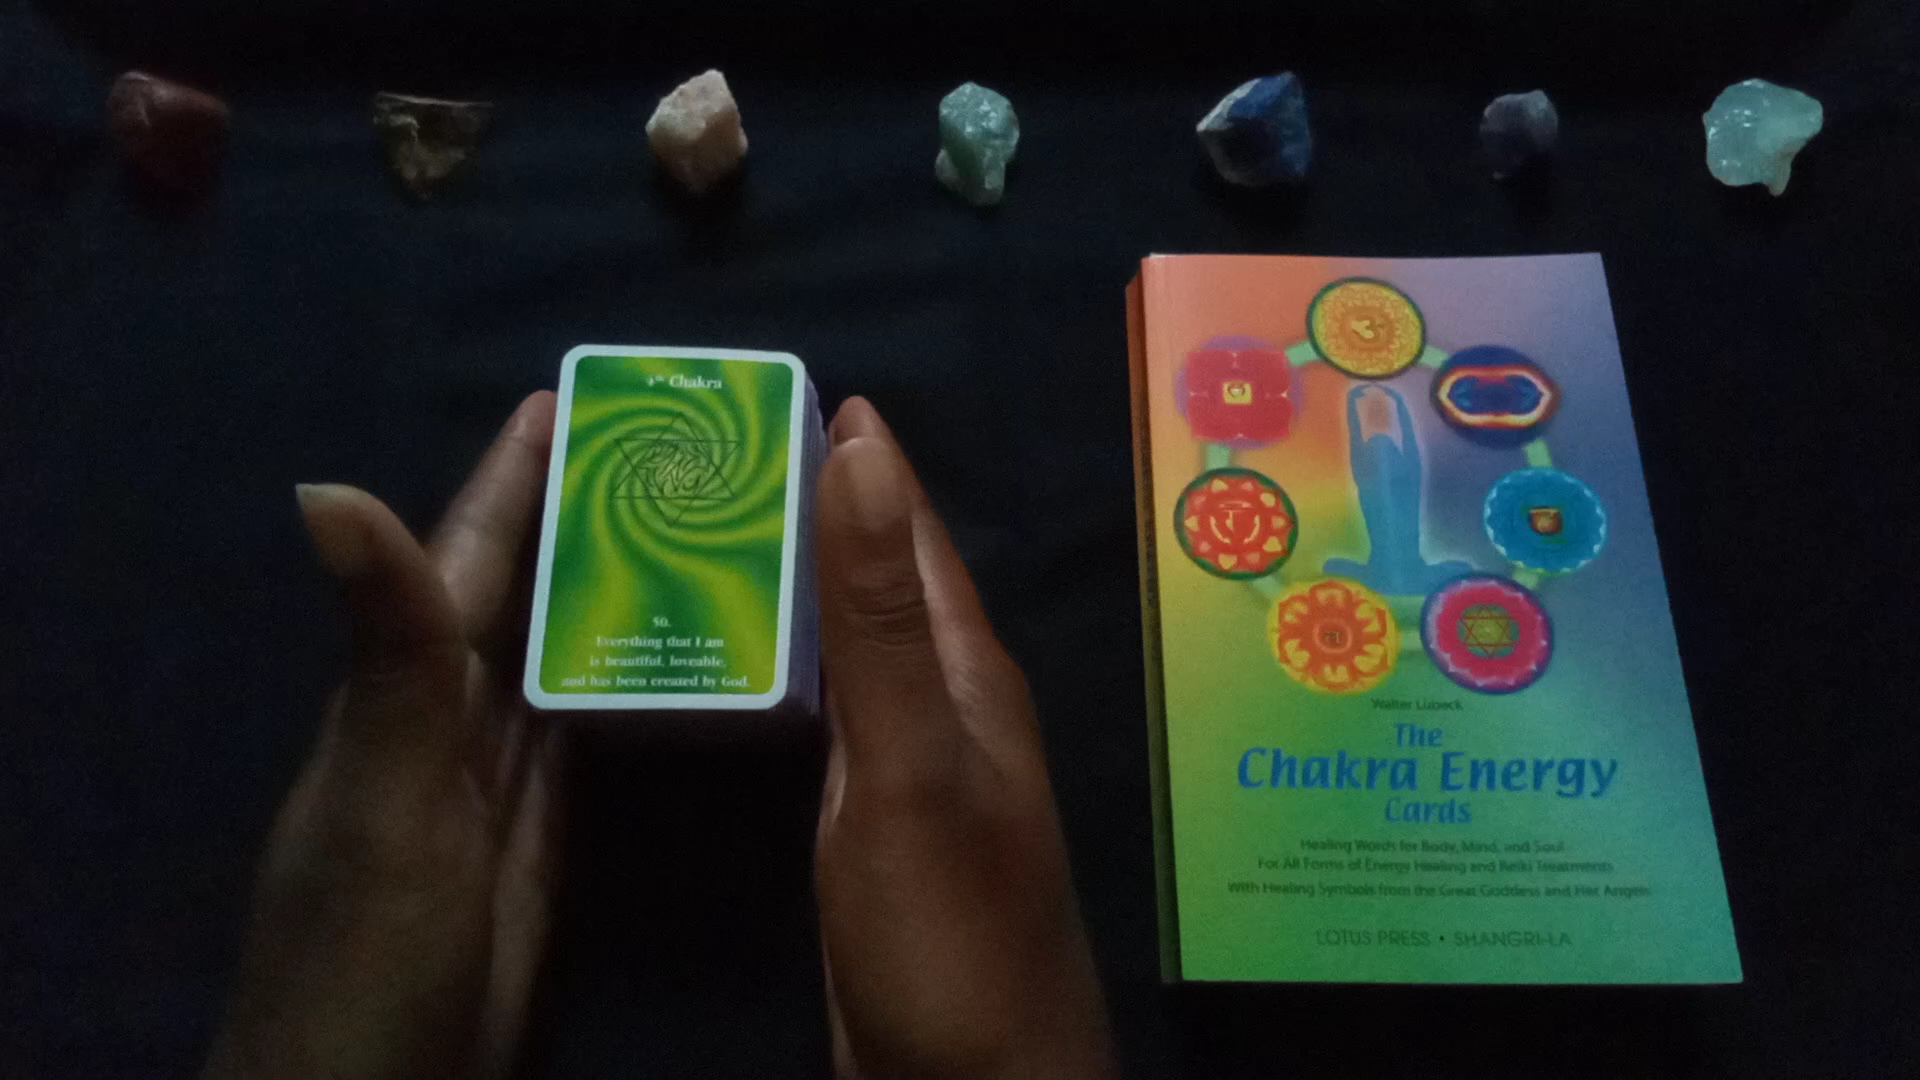 4th Chakra
50.
Everything that I am
is beautiful, loveable,
and has been created by God.
Walter Lübeck
The
Chakra Energy
Cards
Healing Words for Body, Mind, and Soul
For All Forms of Energy Healing and Reiki Treatments
With Healing Symbols from the Great Goddess and Her Angels
LOTUS PRESS • SHANGRI-LA